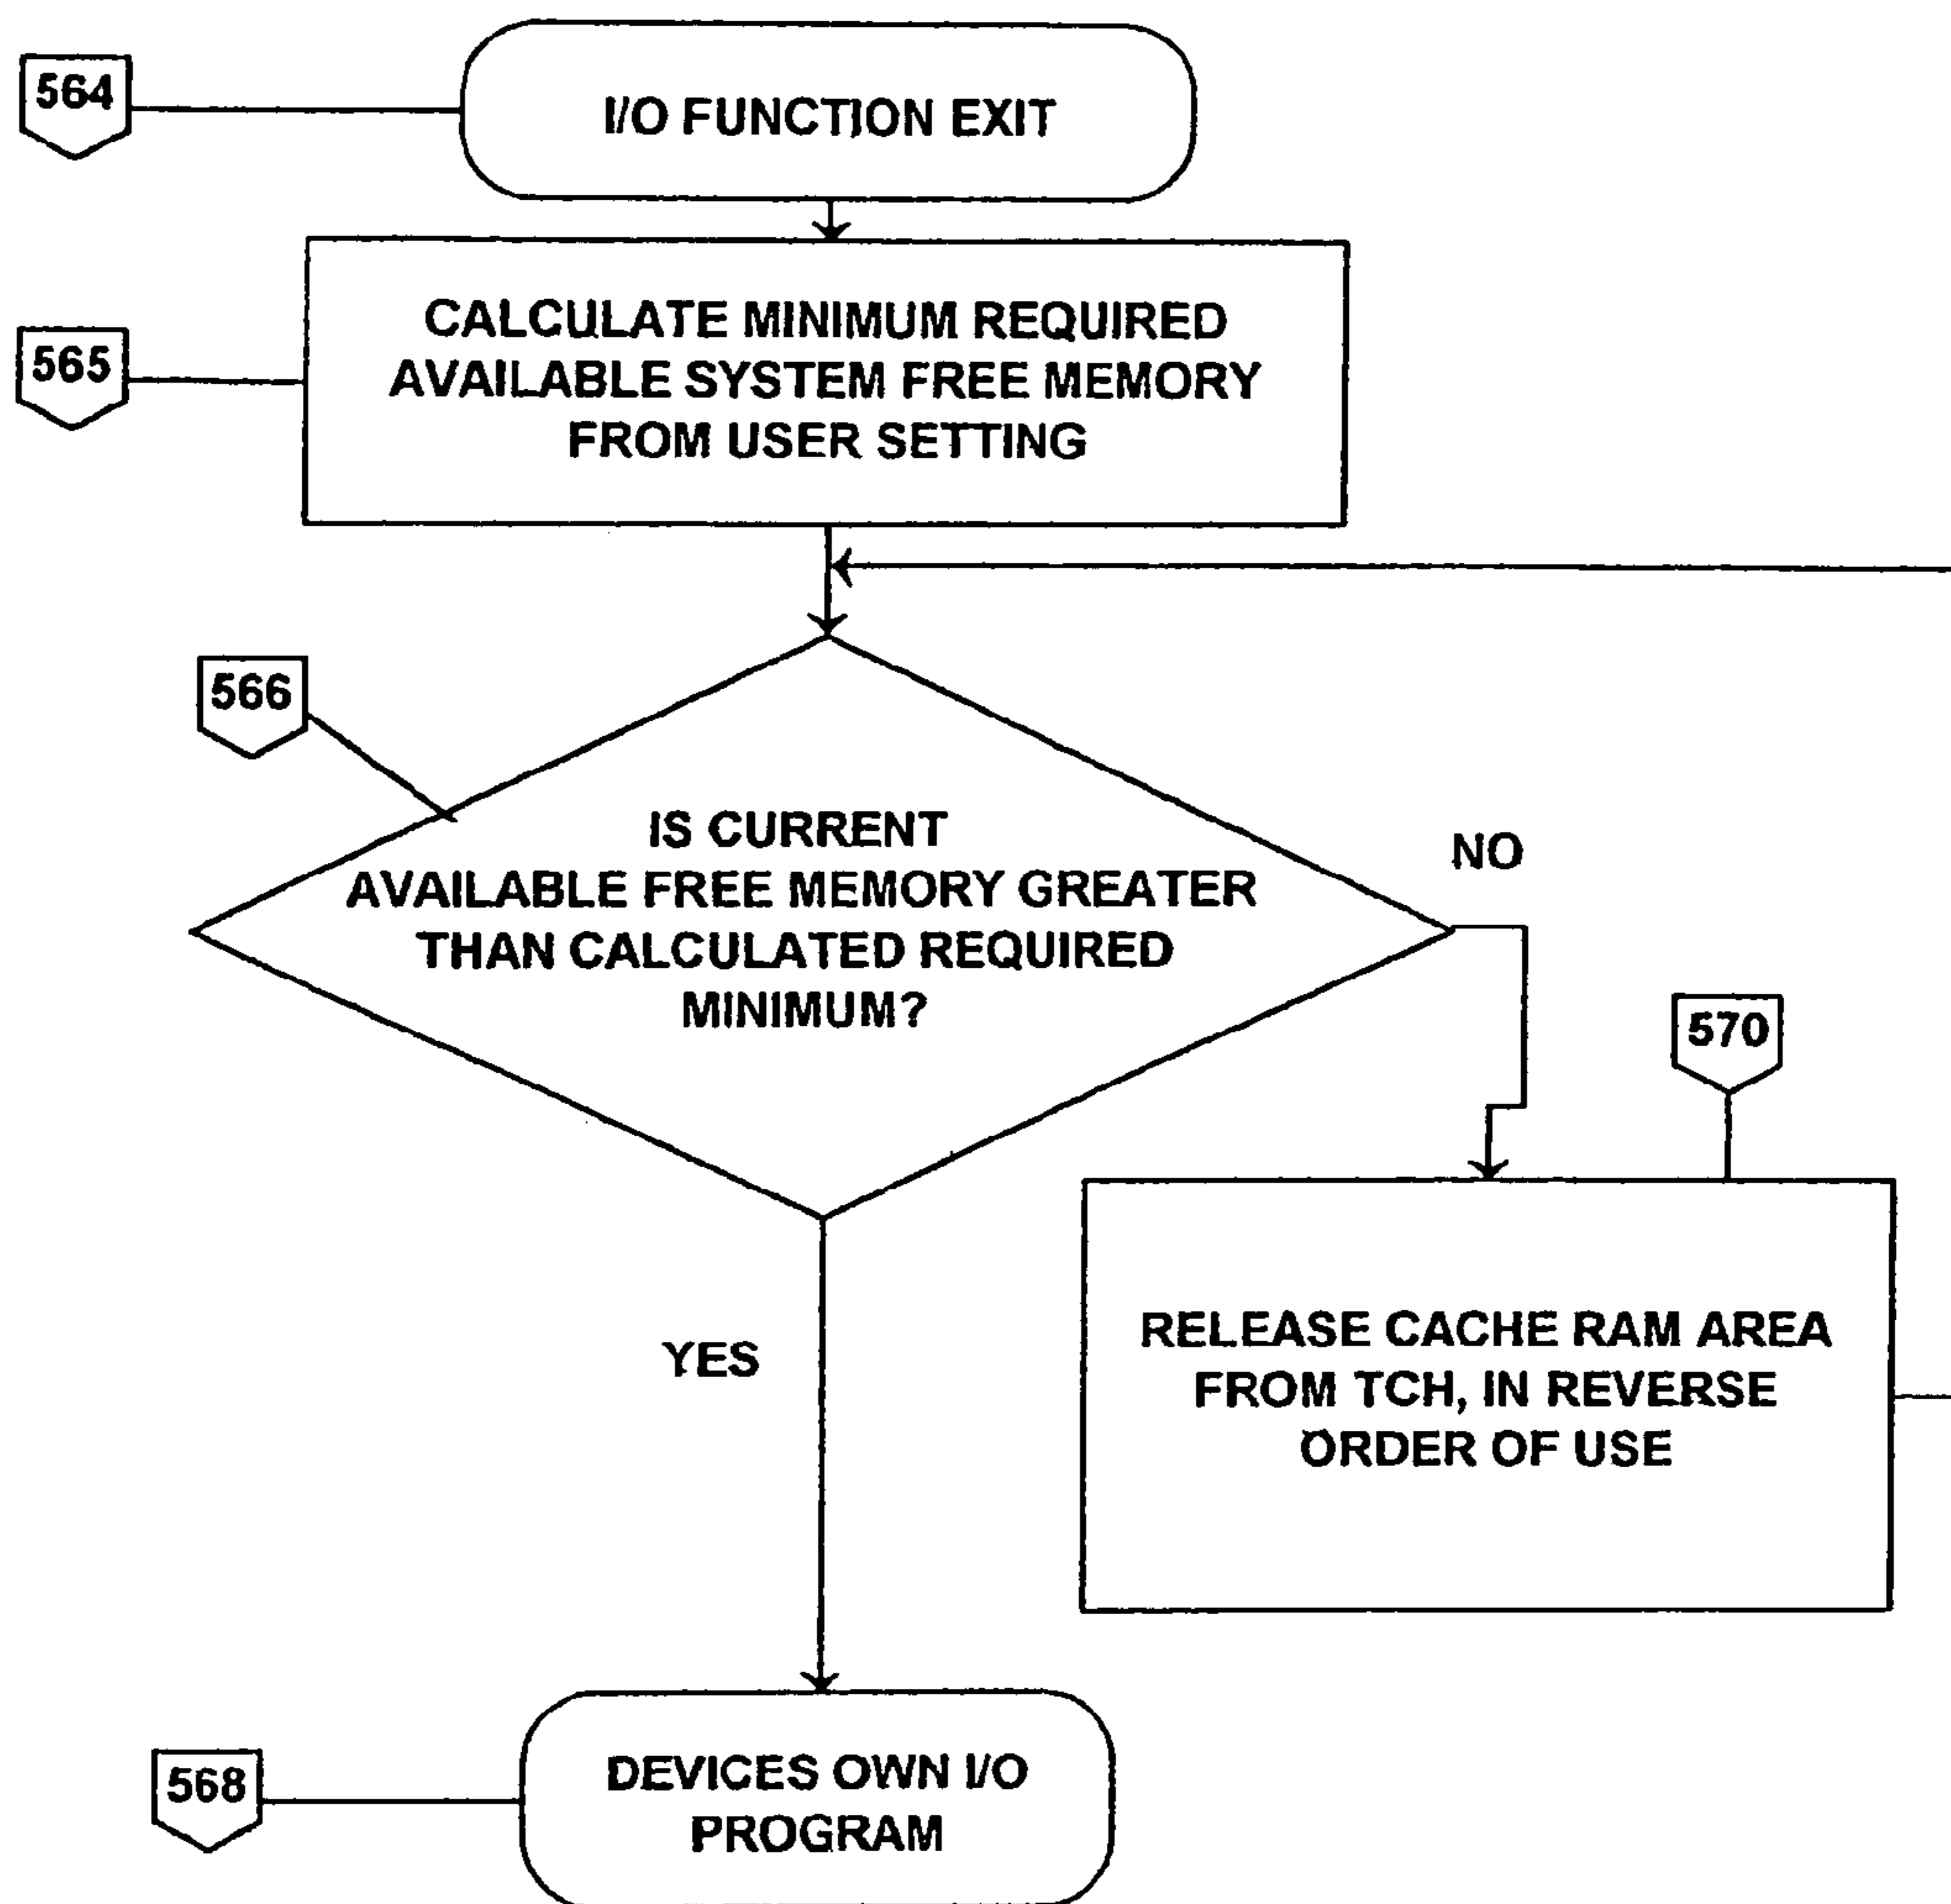 564
I/O FUNCTION EXIT
565
CALCULATE MINIMUM REQUIRED
AVAILABLE SYSTEM FREE MEMORY
FROM USER SETTING
566
IS CURRENT
AVAILABLE FREE MEMORY GREATER
THAN CALCULATED REQUIRED
MINIMUM?
NO
570
RELEASE CACHE RAM AREA
FROM TCH, IN REVERSE
ORDER OF USE
YES
568
DEVICES OWN I/O
PROGRAM